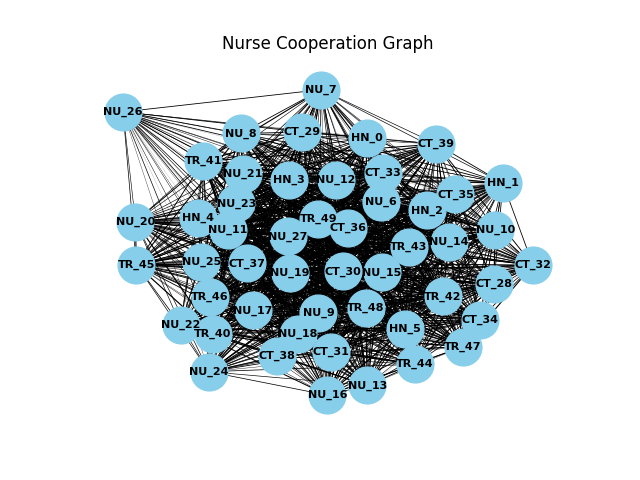 Nurse Cooperation Graph
NU_7
NU_26
NU_8
CT_29
HN_0
CT_39
TR_41
NU_21
HN_3
NU_12
CT_33
HN_1
CT_35
NU_23
NU_6
HN_2
HN_4
TR_49
NU_20
NU_11
CT_36
NU_10
NU_27
NU_14
TR_43
NU_25
CT_37
TR_45
CT_32
NU_19
CT_30
NU_15
CT_28
TR_46
TR_42
NU_17
NU_9
TR_48
CT_34
NU_22
TR_40
NU_18
HN_5
TR_47
CT_38
CT_31
TR_44
NU_24
NU_13
NU_16